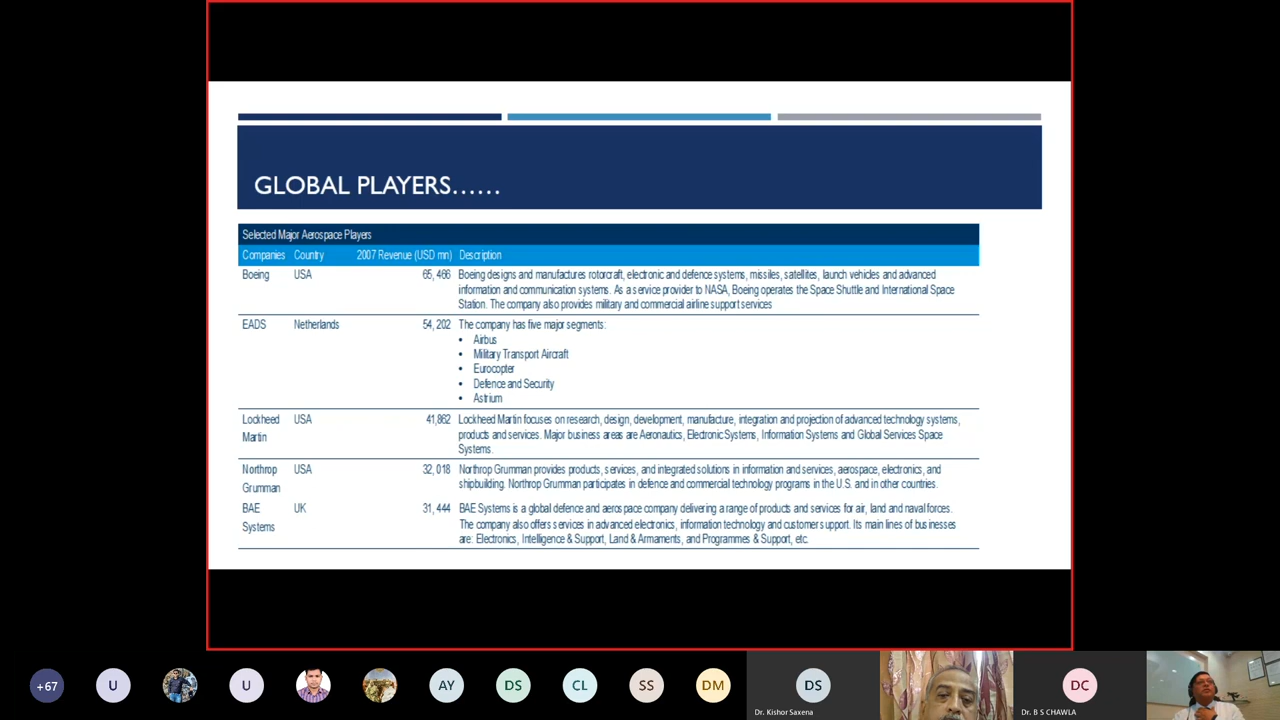 GLOBAL PLAYERS……
Selected Major Aerospace Players
Companies Country 2007 Revenue (USD mn) Description
Boeing USA 65, 466 Boeing designs and manufactures rotorcraft, electronic and defence systems, missiles, satellites, launch vehicles and advanced
information and communication systems. As a service provider to NASA, Boeing operates the Space Shuttle and International Space
Station. The company also provides military and commercial airline support services
EADS Netherlands 54, 202 The company has five major segments:
• Airbus
• Military Transport Aircraft
• Eurocopter
• Defence and Security
• Astrium
Lockheed USA 41,862 Lockheed Martin focuses on research, design, development, manufacture, integration and projection of advanced technology systems,
Martin products and services. Major business areas are Aeronautics, Electronic Systems, Information Systems and Global Services Space
Systems.
Northrop USA 32, 018 Northrop Grumman provides products, services, and integrated solutions in information and services, aerospace, electronics, and
Grumman shipbuilding. Northrop Grumman participates in defence and commercial technology programs in the U.S. and in other countries.
BAE UK 31, 444 BAE Systems is a global defence and aerospace company delivering a range of products and services for air, land and naval forces.
Systems The company also offers services in advanced electronics, information technology and customer support. Its main lines of businesses
are: Electronics, Intelligence & Support, Land & Armaments, and Programmes & Support, etc.
+67 U U AY DS CL SS DM DS DC
Dr. Kishor Saxena Dr. B S CHAWLA